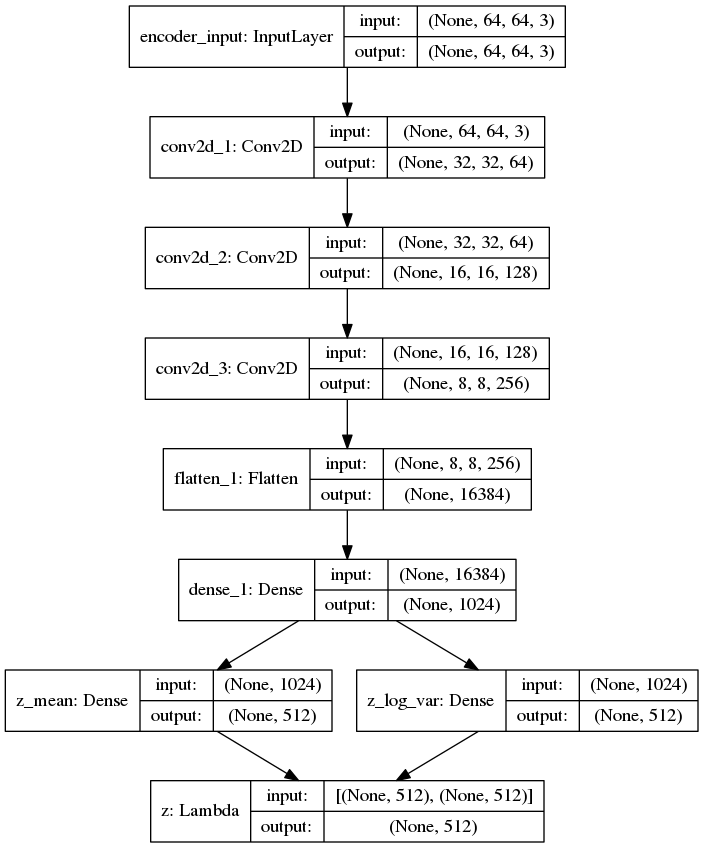 encoder_input: InputLayer
input: (None, 64, 64, 3)
output: (None, 64, 64, 3)
conv2d_1: Conv2D
input: (None, 64, 64, 3)
output: (None, 32, 32, 64)
conv2d_2: Conv2D
input: (None, 32, 32, 64)
output: (None, 16, 16, 128)
conv2d_3: Conv2D
input: (None, 16, 16, 128)
output: (None, 8, 8, 256)
flatten_1: Flatten
input: (None, 8, 8, 256)
output: (None, 16384)
dense_1: Dense
input: (None, 16384)
output: (None, 1024)
z_mean: Dense
input: (None, 1024)
output: (None, 512)
z_log_var: Dense
input: (None, 1024)
output: (None, 512)
z: Lambda
input: [(None, 512), (None, 512)]
output: (None, 512)